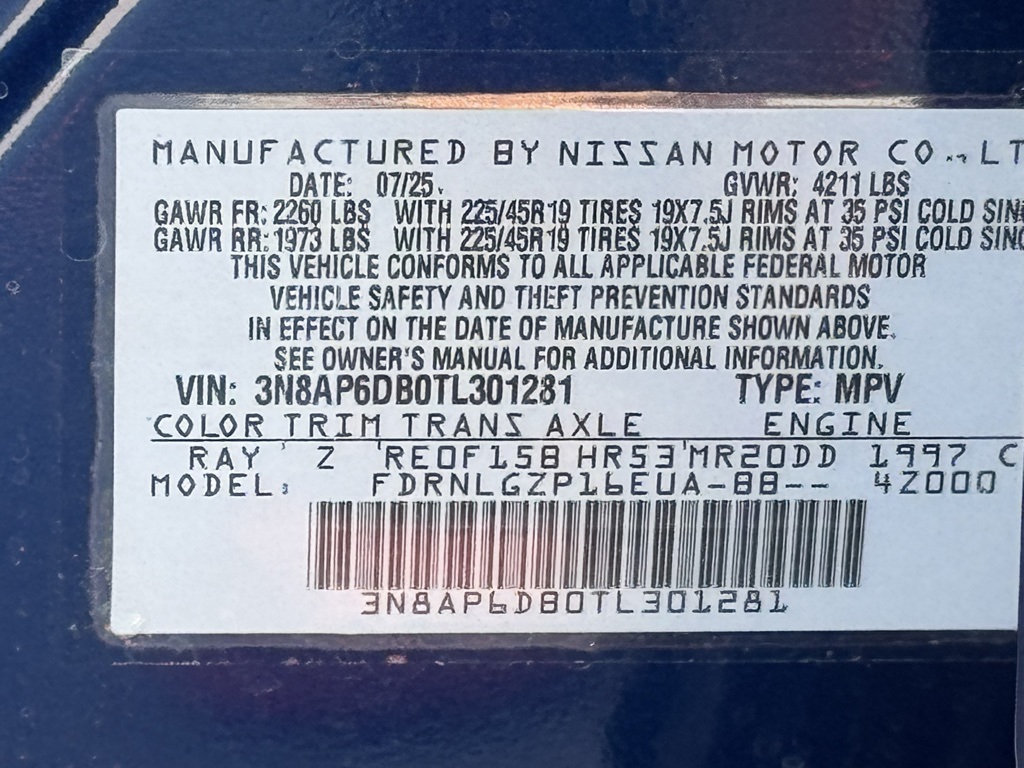 MANUFACTURED BY NISSAN MOTOR CO., LT
DATE: 07/25. GVWR: 4211 LBS
GAWR FR: 2260 LBS WITH 225/45R19 TIRES 19X7.5J RIMS AT 35 PSI COLD SIN
GAWR RR: 1973 LBS WITH 225/45R19 TIRES 19X7.5J RIMS AT 35 PSI COLD SING
THIS VEHICLE CONFORMS TO ALL APPLICABLE FEDERAL MOTOR
VEHICLE SAFETY AND THEFT PREVENTION STANDARDS
IN EFFECT ON THE DATE OF MANUFACTURE SHOWN ABOVE.
SEE OWNER'S MANUAL FOR ADDITIONAL INFORMATION.
VIN: 3N8AP6DB0TL301281 TYPE: MPV
COLOR TRIM TRANS AXLE ENGINE
RAY Z RE0F15B HR53 MR20DD 1997 C
MODEL: FDRNLGZP16EUA-BB-- 4Z000
3N8AP6DB0TL301281